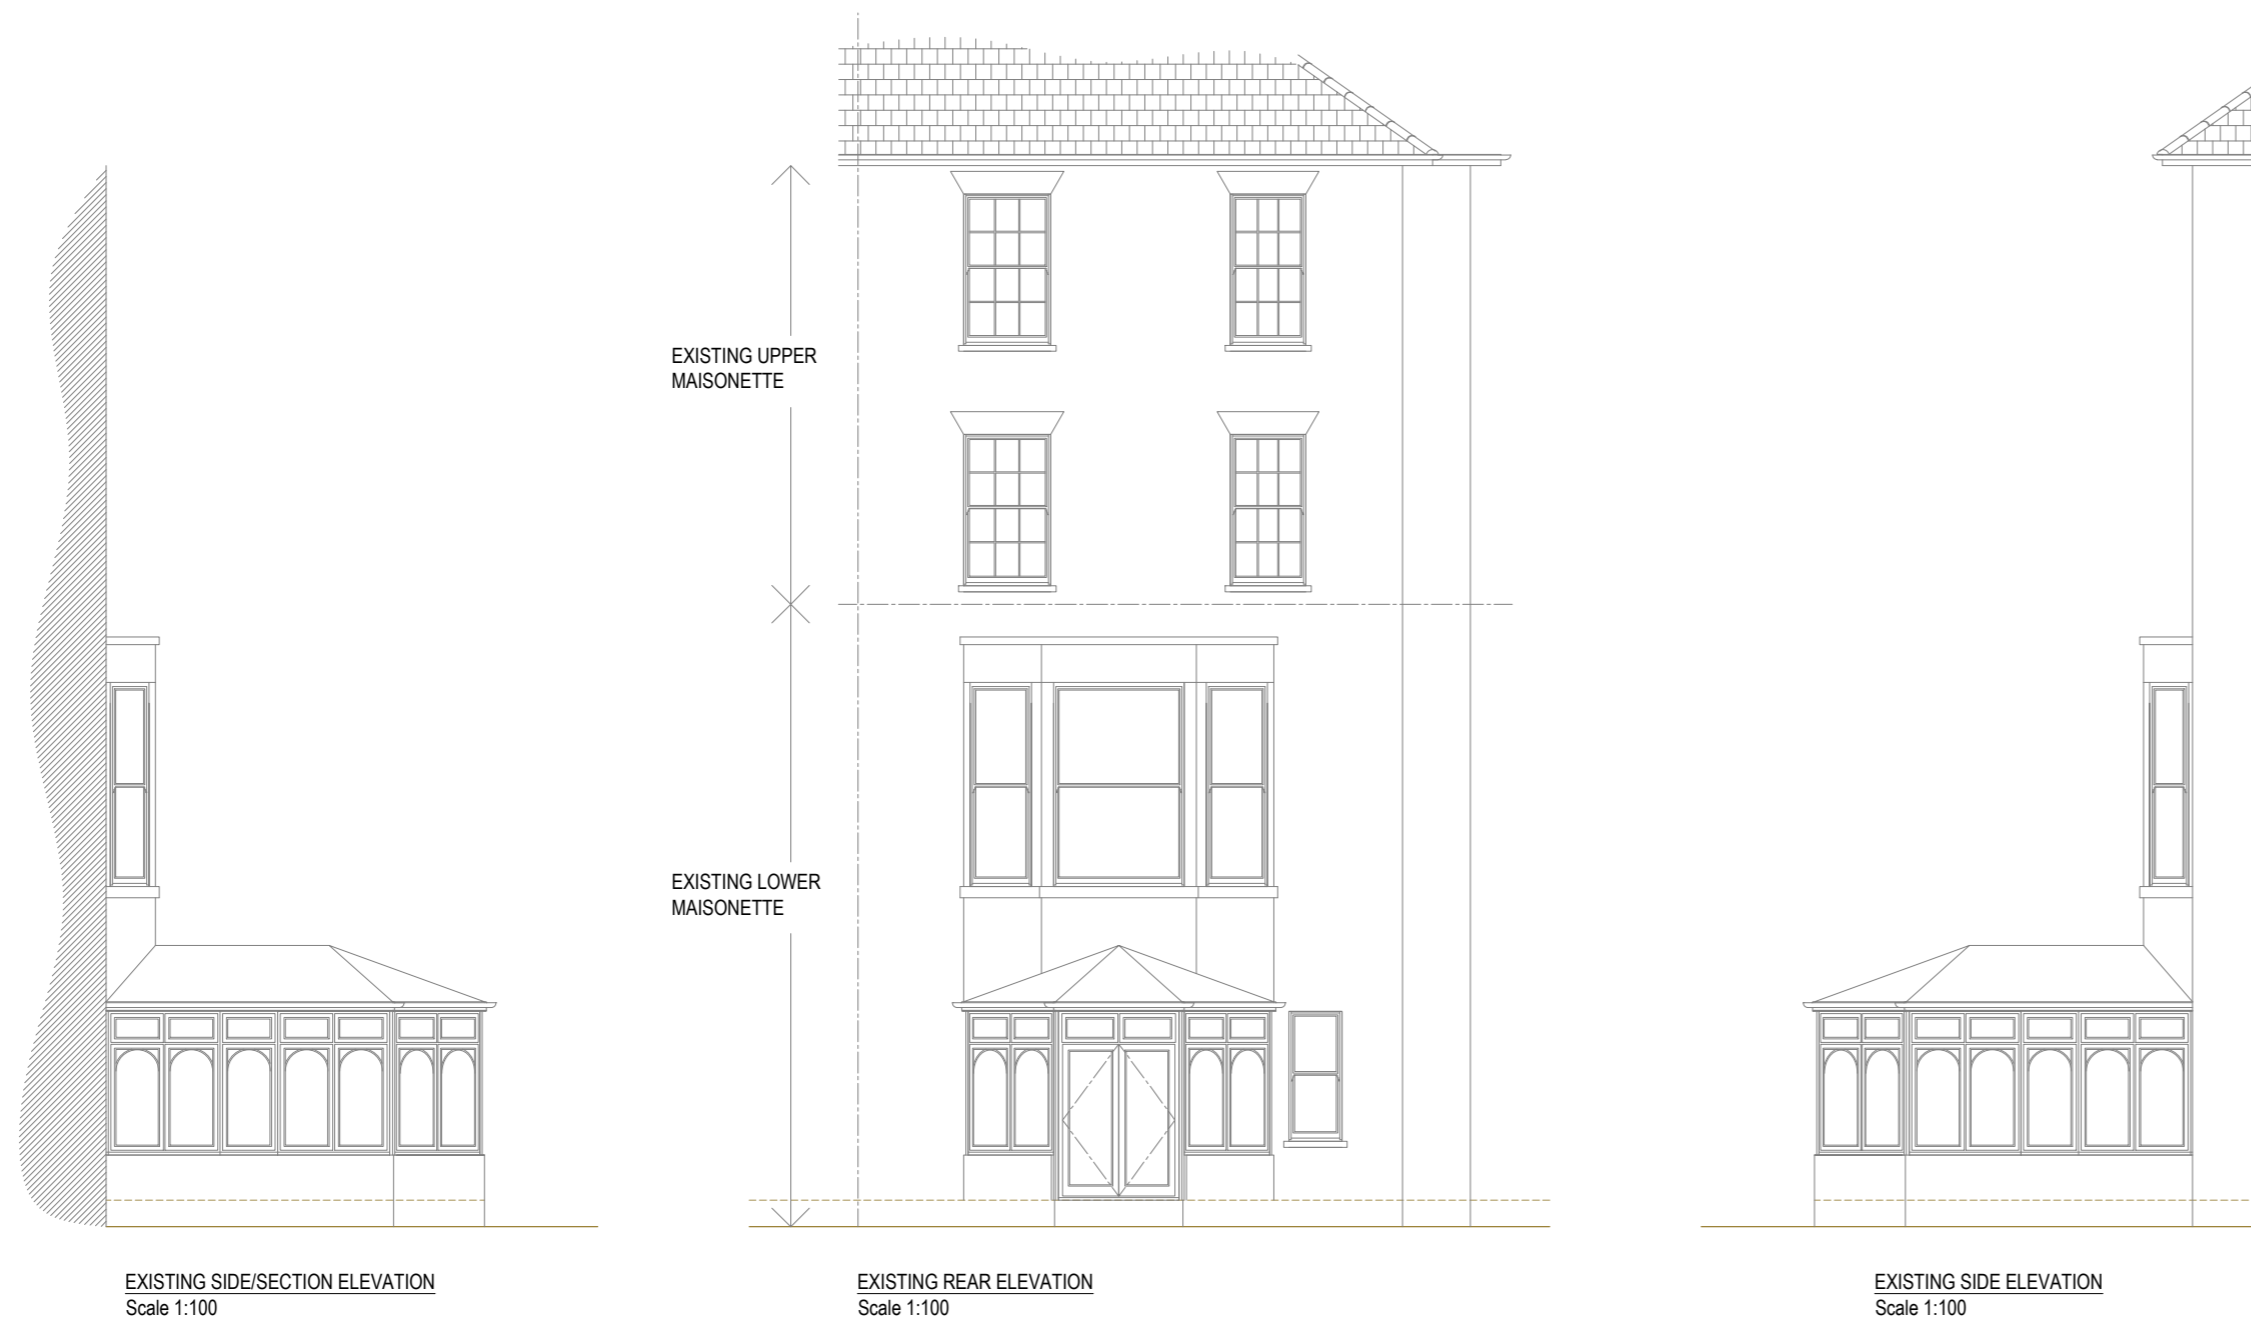 EXISTING UPPER
MAISONETTE
EXISTING LOWER
MAISONETTE
EXISTING SIDE/SECTION ELEVATION
Scale 1:100
EXISTING REAR ELEVATION
Scale 1:100
EXISTING SIDE ELEVATION
Scale 1:100